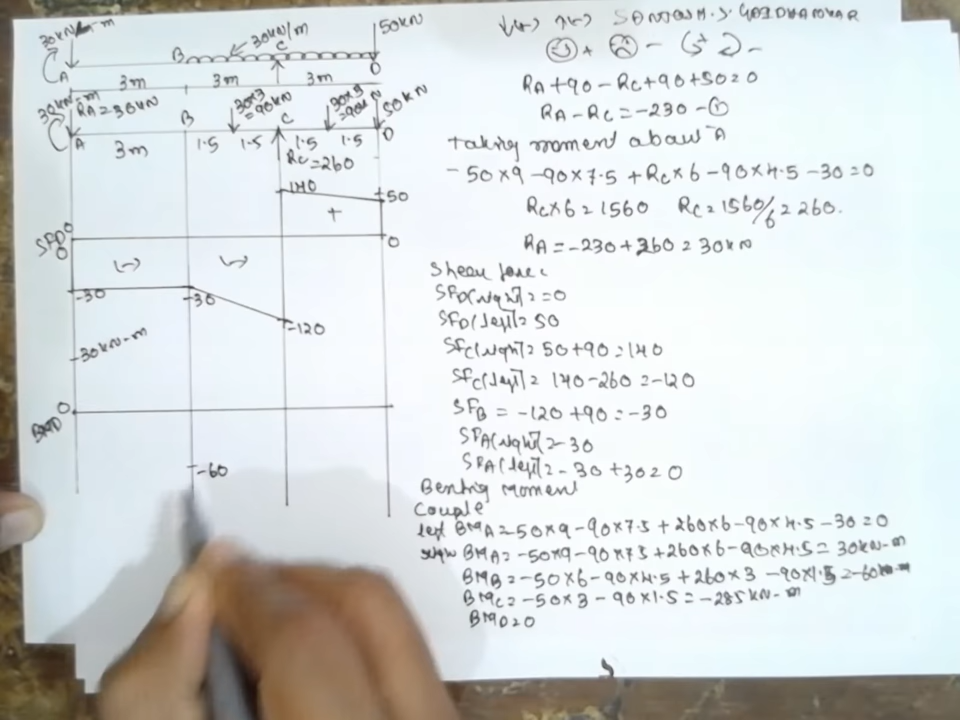 30kN-m
30kN/m
50kN
A
B
C
D
3m
3m
3m
30kN-m
RA=30kN
B
30×3
=90kN
C
30×3
=90kN
50kN
A
D
3m
1.5
1.5
1.5
1.5
RC=260
140
+50
+
SFD
0
0
0
(-)
(-)
-30
-30
-120
-30kN-m
0
BMD
-60
↓(-) ↑(+)
+ -
RA+90-RC+90+50=0
RA-RC=-230-①
Taking moment about A
-50×9-90×7.5+RC×6-90×4.5-30=0
RC×6=1560 RC=1560/6=260.
RA=-230+260=30kN
Shear force
SFD(right)=0
SFD(left)=50
SFC(right)=50+90=140
SFC(left)=140-260=-120
SFB=-120+90=-30
SFA(right)=-30
SFA(left)=-30+30=0
Bending moment
Couple
left BMA=-50×9-90×7.5+260×6-90×4.5-30=0
right BMA=-50×9-90×7.5+260×6-90×4.5=30kN-m
BMB=-50×6-90×4.5+260×3-90×1.5=-60kN-m
BMC=-50×3-90×1.5=-285kN-m
BMD=0